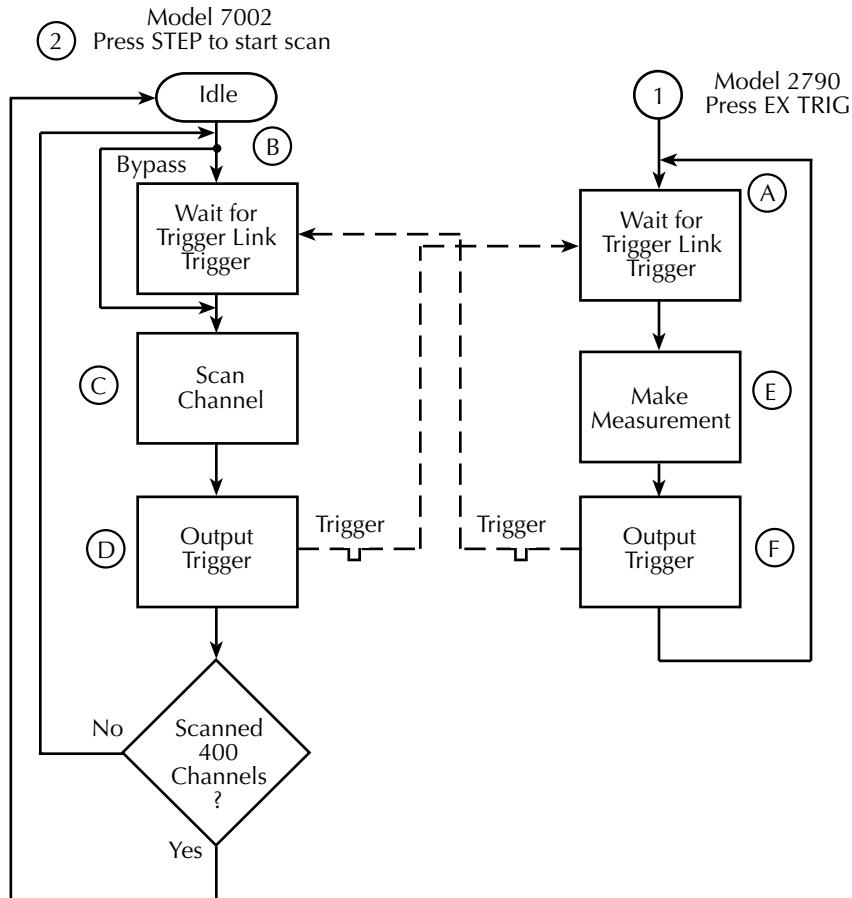 2
Model 7002
Press STEP to start scan
Idle
B
Bypass
Wait for
Trigger Link
Trigger
C
Scan
Channel
D
Output
Trigger
Trigger
No
Scanned
400
Channels
?
Yes
1
Model 2790
Press EX TRIG
A
Wait for
Trigger Link
Trigger
Make
Measurement
E
Trigger
Output
Trigger
F